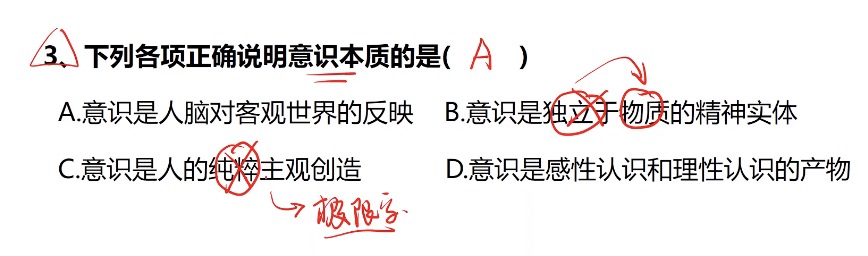 3、下列各项正确说明意识本质的是( A )
A.意识是人脑对客观世界的反映 B.意识是独立于物质的精神实体
C.意识是人的纯粹主观创造 D.意识是感性认识和理性认识的产物
极限字.